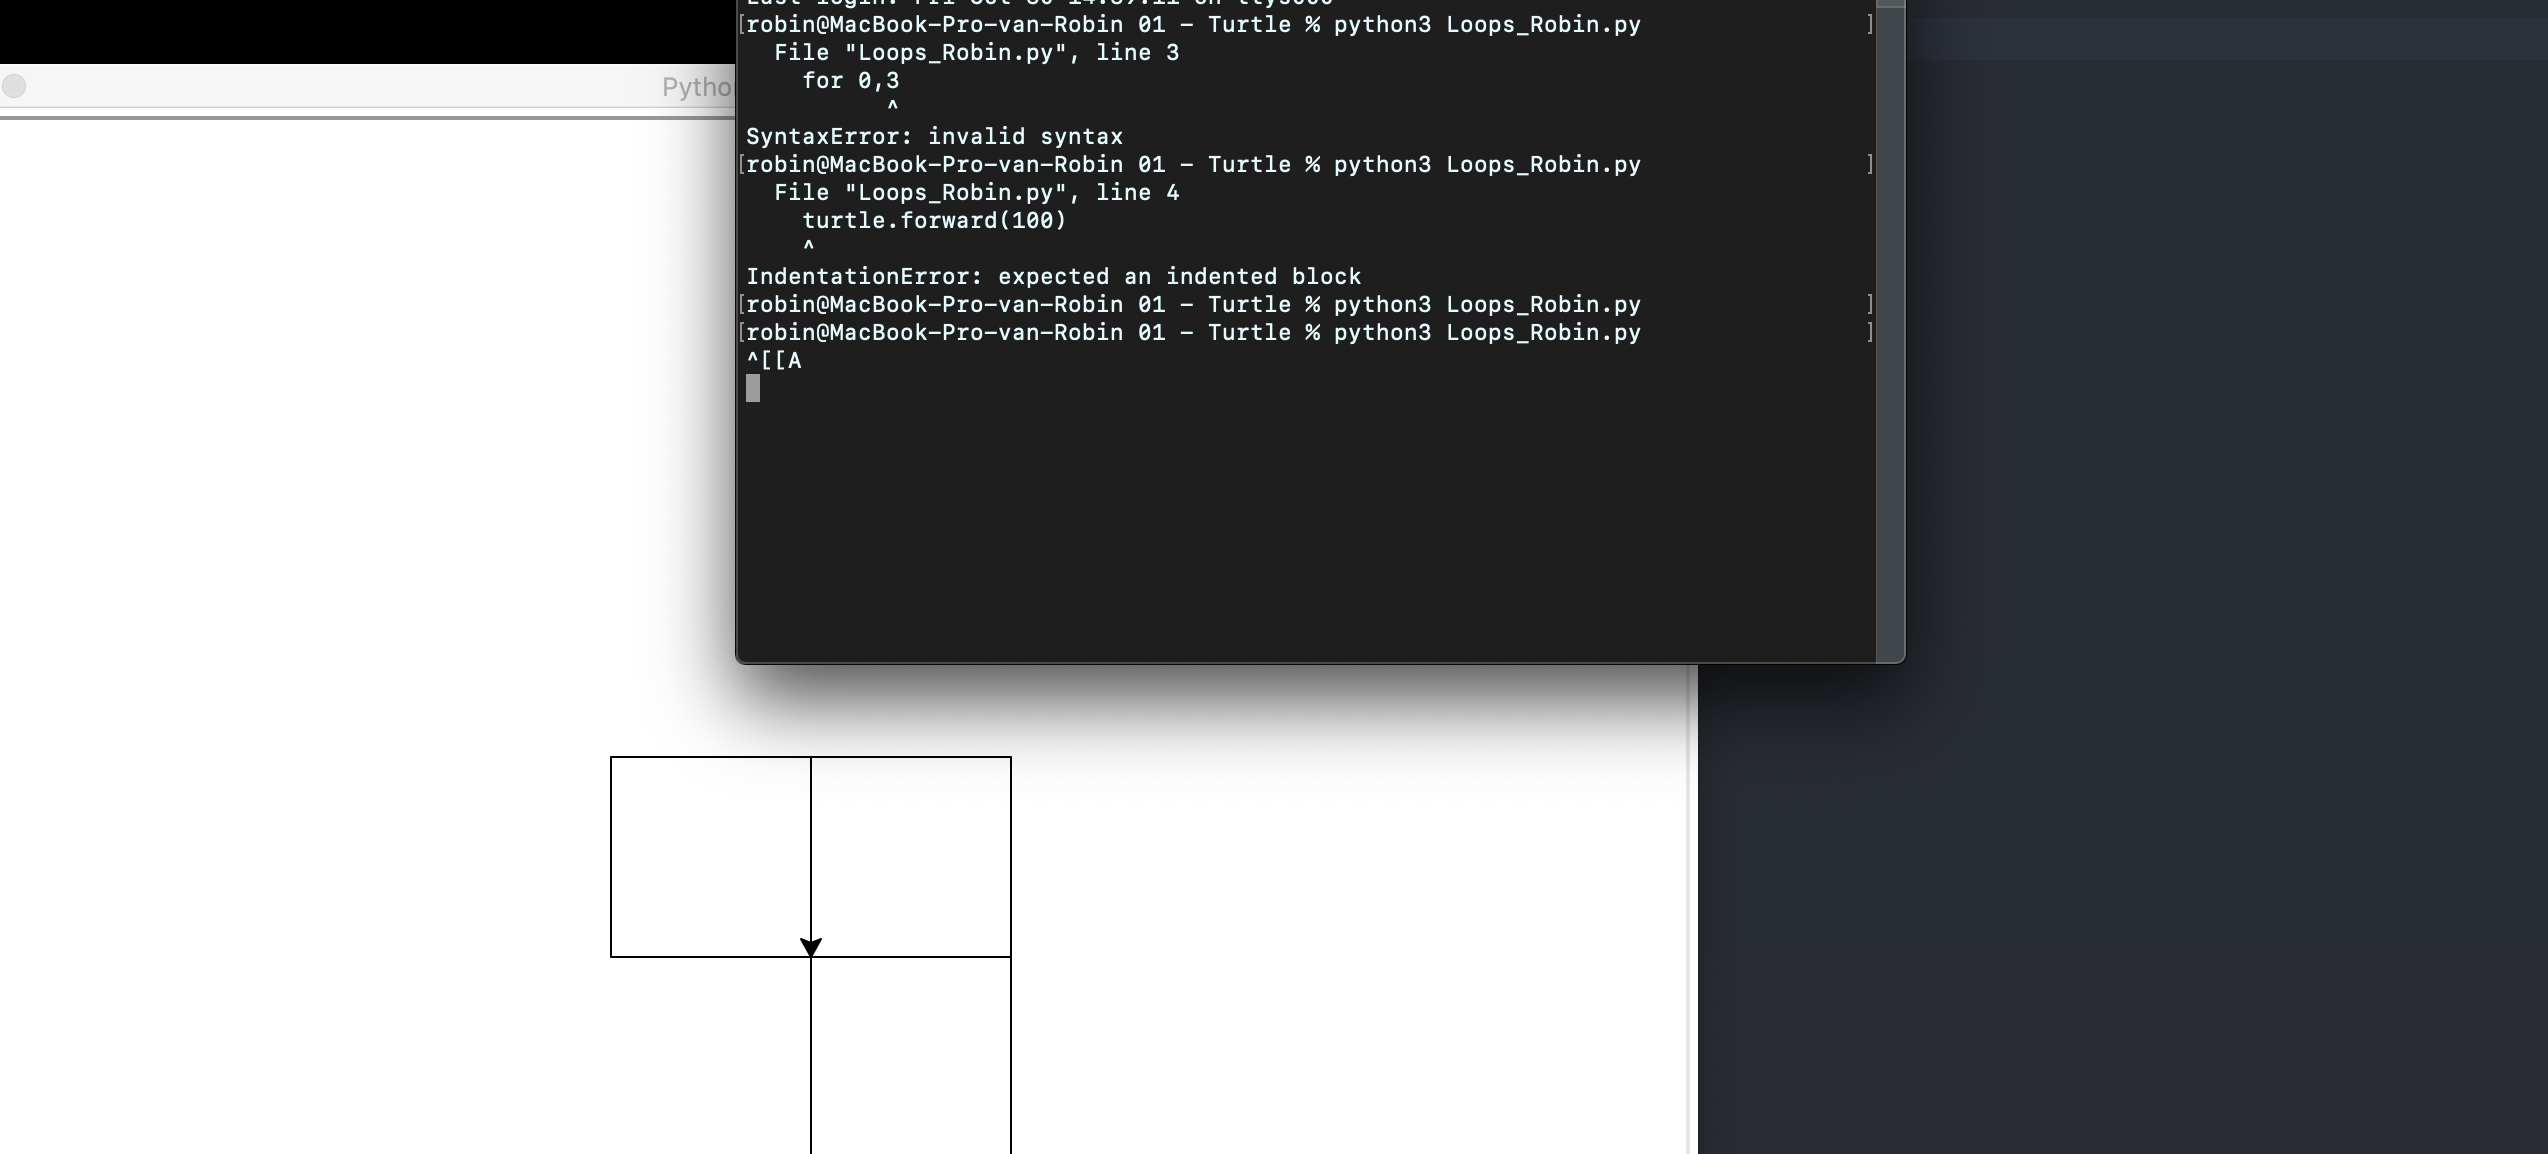 robin@MacBook-Pro-van-Robin 01 - Turtle % python3 Loops_Robin.py
File "Loops_Robin.py", line 3
for 0,3
^
SyntaxError: invalid syntax
robin@MacBook-Pro-van-Robin 01 - Turtle % python3 Loops_Robin.py
File "Loops_Robin.py", line 4
turtle.forward(100)
^
IndentationError: expected an indented block
robin@MacBook-Pro-van-Robin 01 - Turtle % python3 Loops_Robin.py
robin@MacBook-Pro-van-Robin 01 - Turtle % python3 Loops_Robin.py
^[[A